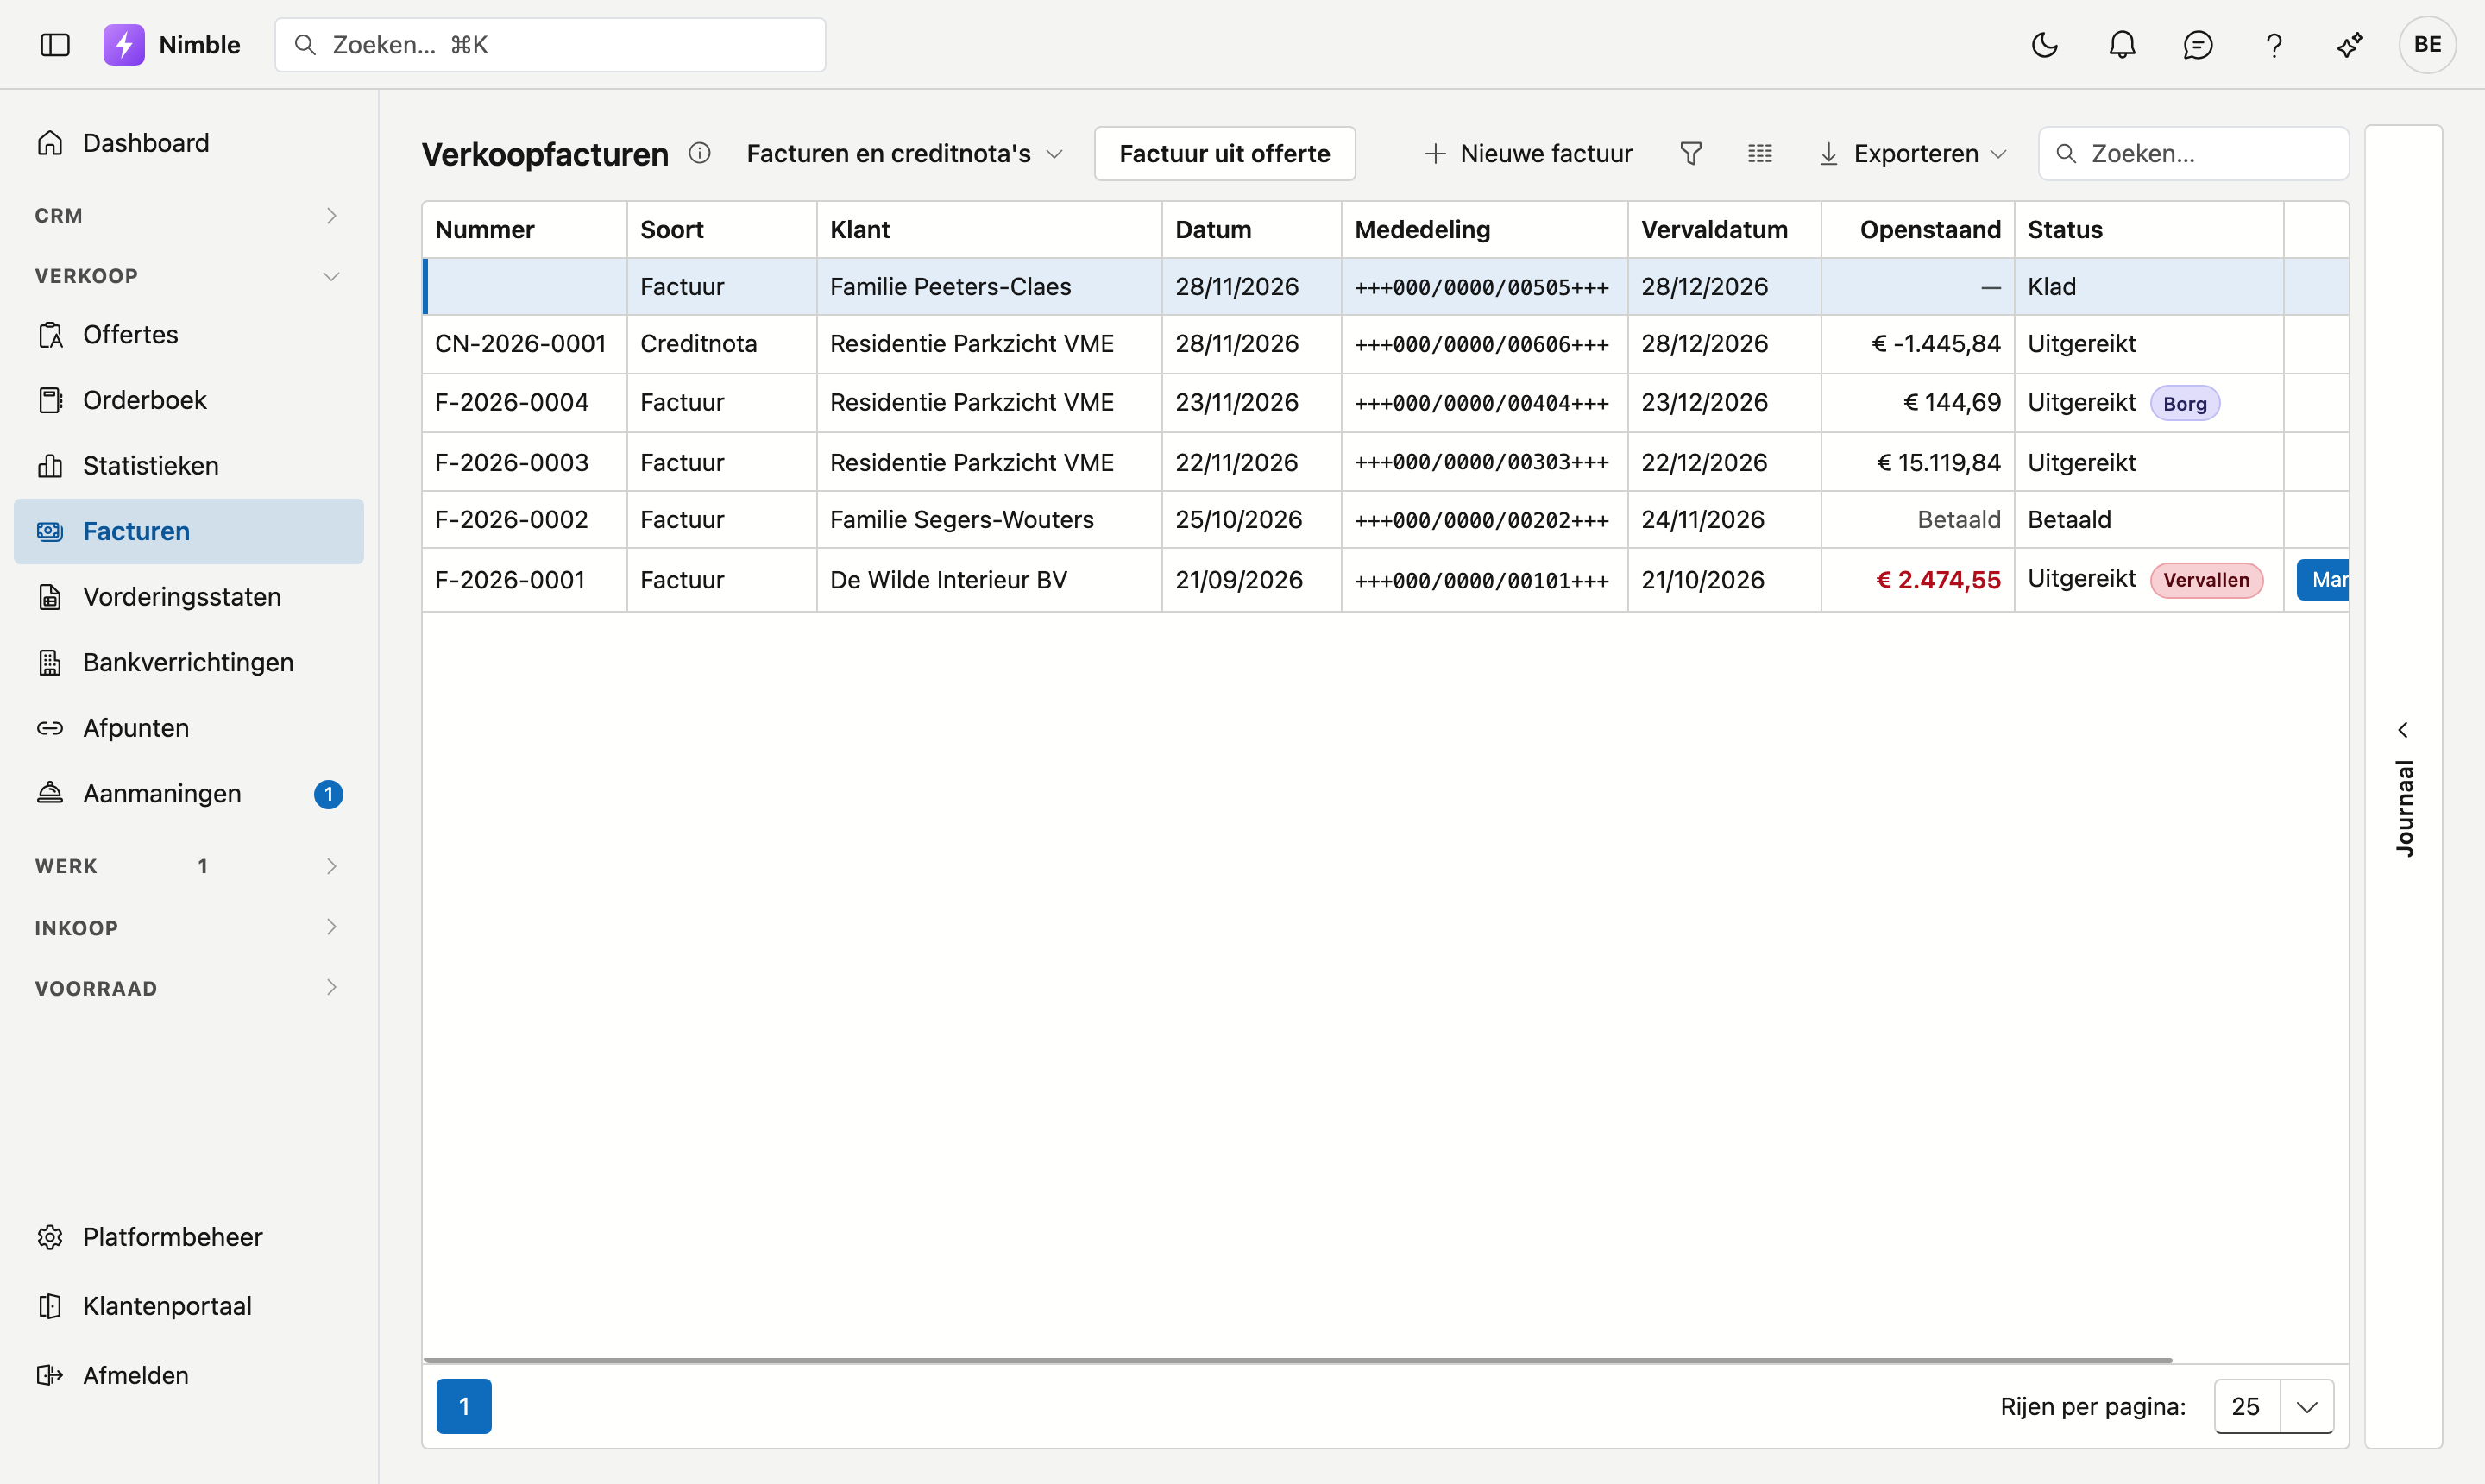 Nimble
Zoeken... ⌘K
BE
Dashboard
CRM
VERKOOP
Offertes
Orderboek
Statistieken
Facturen
Vorderingsstaten
Bankverrichtingen
Afpunten
Aanmaningen 1
WERK 1
INKOOP
VOORRAAD
Platformbeheer
Klantenportaal
Afmelden
Verkoopfacturen Facturen en creditnota's Factuur uit offerte Nieuwe factuur Exporteren Zoeken...
Nummer Soort Klant Datum Mededeling Vervaldatum Openstaand Status
Factuur Familie Peeters-Claes 28/11/2026 +++000/0000/00505+++ 28/12/2026 — Klad
CN-2026-0001 Creditnota Residentie Parkzicht VME 28/11/2026 +++000/0000/00606+++ 28/12/2026 € -1.445,84 Uitgereikt
F-2026-0004 Factuur Residentie Parkzicht VME 23/11/2026 +++000/0000/00404+++ 23/12/2026 € 144,69 Uitgereikt Borg
F-2026-0003 Factuur Residentie Parkzicht VME 22/11/2026 +++000/0000/00303+++ 22/12/2026 € 15.119,84 Uitgereikt
F-2026-0002 Factuur Familie Segers-Wouters 25/10/2026 +++000/0000/00202+++ 24/11/2026 Betaald Betaald
F-2026-0001 Factuur De Wilde Interieur BV 21/09/2026 +++000/0000/00101+++ 21/10/2026 € 2.474,55 Uitgereikt Vervallen
1
Rijen per pagina: 25
Journaal